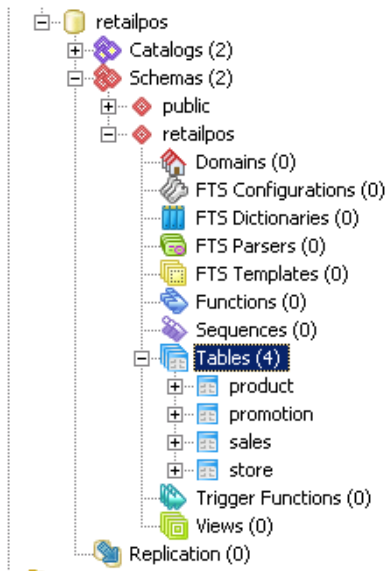 retailpos
Catalogs (2)
Schemas (2)
public
retailpos
Domains (0)
FTS Configurations (0)
FTS Dictionaries (0)
FTS Parsers (0)
FTS Templates (0)
Functions (0)
Sequences (0)
Tables (4)
product
promotion
sales
store
Trigger Functions (0)
Views (0)
Replication (0)